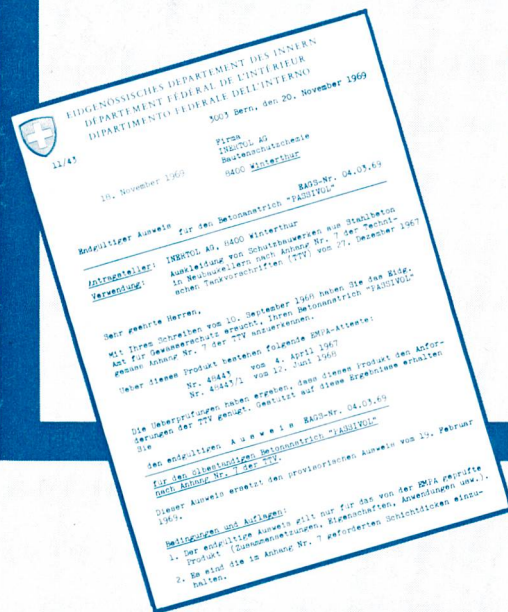 EIDGENÖSSISCHES DEPARTEMENT DES INNERN
DÉPARTEMENT FÉDÉRAL DE L'INTÉRIEUR
DIPARTIMENTO FEDERALE DELL'INTERNO
3003 Bern, den 20. November 1969
11/43
Firma
INERTOL AG
Bautenschutzchemie
8400 Winterthur
18. November 1969
EAGS-Nr. 04.03.69
Endgültiger Ausweis für den Betonanstrich "PASSIVOL"
Antragsteller: INERTOL AG, 8400 Winterthur
Verwendung: Auskleidung von Schutzbauwerken aus Stahlbeton
in Neubaukellern nach Anhang Nr. 7 der Techni-
schen Tankvorschriften (TTV) vom 27. Dezember 1967
Sehr geehrte Herren,
Mit Ihrem Schreiben vom 10. September 1968 haben Sie das Eidg.
Amt für Gewässerschutz ersucht, Ihren Betonanstrich "PASSIVOL"
gemäss Anhang Nr. 7 der TTV anzuerkennen.
Ueber dieses Produkt bestehen folgende EMPA-Atteste:
Nr. 48443 vom 4. April 1967
Nr. 48443/1 vom 12. Juni 1968
Die Ueberprüfungen haben ergeben, dass dieses Produkt den Anfor-
derungen der TTV genügt. Gestützt auf diese Ergebnisse erhalten
Sie
den endgültigen A u s w e i s EAGS-Nr. 04.03.69
für den ölbeständigen Betonanstrich "PASSIVOL"
nach Anhang Nr. 7 der TTV.
Dieser Ausweis ersetzt den provisorischen Ausweis vom 19. Februar
1969.
Bedingungen und Auflagen:
1. Der endgültige Ausweis gilt nur für das von der EMPA geprüfte
Produkt (Zusammensetzungen, Eigenschaften, Anwendungen usw.).
2. Es sind die im Anhang Nr. 7 geforderten Schichtdicken einzu-
halten.